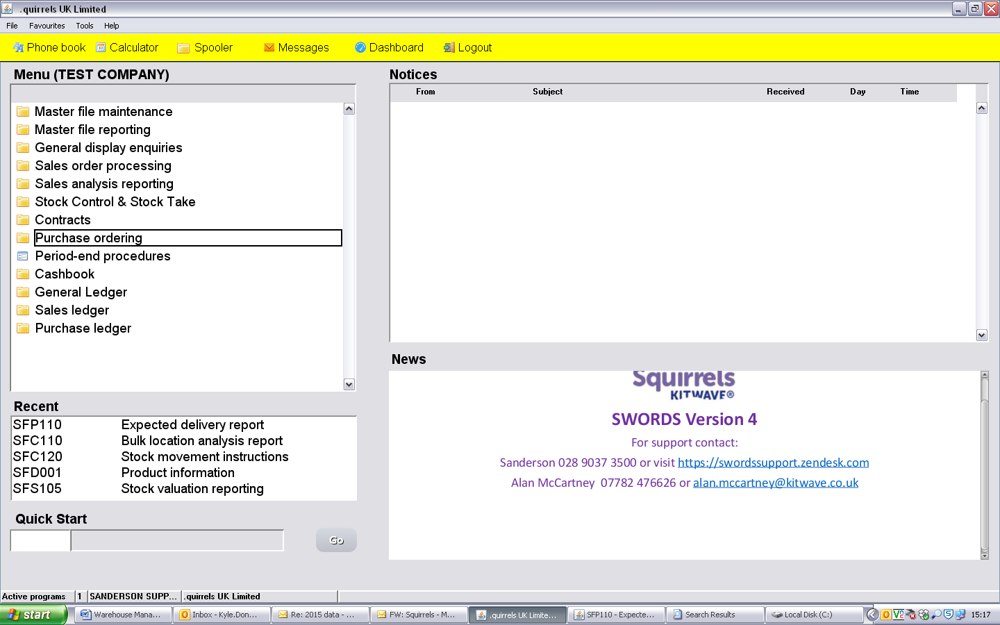 .quirrels UK Limited
File Favourites Tools Help
Phone book Calculator Spooler Messages Dashboard Logout
Menu (TEST COMPANY)
Master file maintenance
Master file reporting
General display enquiries
Sales order processing
Sales analysis reporting
Stock Control & Stock Take
Contracts
Purchase ordering
Period-end procedures
Cashbook
General Ledger
Sales ledger
Purchase ledger
Recent
SFP110 Expected delivery report
SFC110 Bulk location analysis report
SFC120 Stock movement instructions
SFD001 Product information
SFS105 Stock valuation reporting
Quick Start
Go
Notices
From Subject Received Day Time
News
Squirrels
KITWAVE®
SWORDS Version 4
For support contact:
Sanderson 028 9037 3500 or visit https://swordssupport.zendesk.com
Alan McCartney 07782 476626 or alan.mccartney@kitwave.co.uk
Active programs 1 SANDERSON SUPP... .quirrels UK Limited
start Warehouse Mana... Inbox - Kyle.Don... Re: 2015 data - ... FW: Squirrels - M... .quirrels UK Limite... SFP110 - Expecte... Search Results Local Disk (C:) 15:17